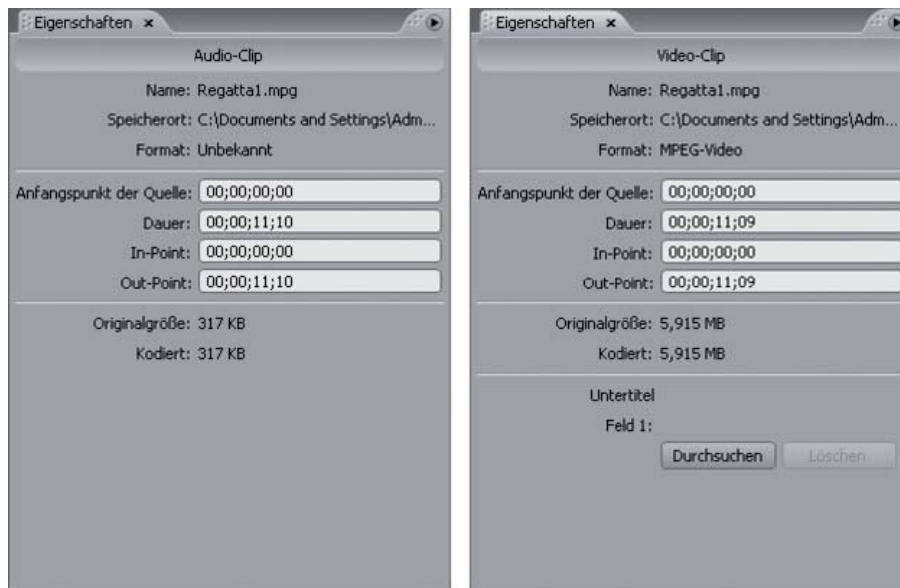 Eigenschaften x
Audio-Clip
Name: Regatta1.mpg
Speicherort: C:\Documents and Settings\Adm...
Format: Unbekannt
Anfangspunkt der Quelle: 00;00;00;00
Dauer: 00;00;11;10
In-Point: 00;00;00;00
Out-Point: 00;00;11;10
Originalgröße: 317 KB
Kodiert: 317 KB
Eigenschaften x
Video-Clip
Name: Regatta1.mpg
Speicherort: C:\Documents and Settings\Adm...
Format: MPEG-Video
Anfangspunkt der Quelle: 00;00;00;00
Dauer: 00;00;11;09
In-Point: 00;00;00;00
Out-Point: 00;00;11;09
Originalgröße: 5,915 MB
Kodiert: 5,915 MB
Untertitel
Feld 1:
Durchsuchen Löschen